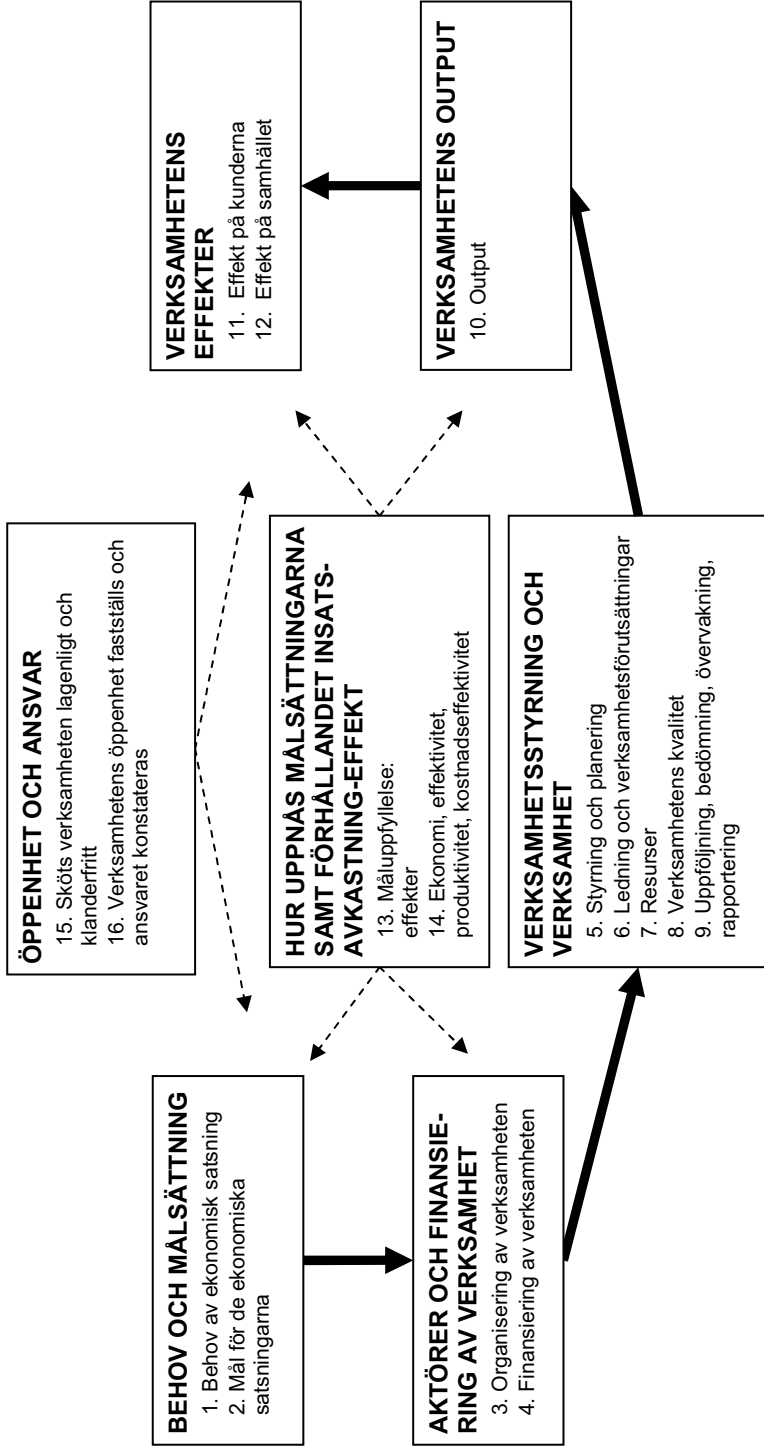 ÖPPENHET OCH ANSVAR
15. Sköts verksamheten lagenligt och
klanderfritt
16. Verksamhetens öppenhet fastställs och
ansvaret konstateras
BEHOV OCH MÅLSÄTTNING
1. Behov av ekonomisk satsning
2. Mål för de ekonomiska
satsningarna
HUR UPPNÅS MÅLSÄTTNINGARNA
SAMT FÖRHÅLLANDET INSATS-
AVKASTNING-EFFEKT
13. Måluppfyllelse:
effekter
14. Ekonomi, effektivitet,
produktivitet, kostnadseffektivitet
VERKSAMHETENS
EFFEKTER
11. Effekt på kunderna
12. Effekt på samhället
AKTÖRER OCH FINANSIE-
RING AV VERKSAMHET
3. Organisering av verksamheten
4. Finansiering av verksamheten
VERKSAMHETSSTYRNING OCH
VERKSAMHET
5. Styrning och planering
6. Ledning och verksamhetsförutsättningar
7. Resurser
8. Verksamhetens kvalitet
9. Uppföljning, bedömning, övervakning,
rapportering
VERKSAMHETENS OUTPUT
10. Output